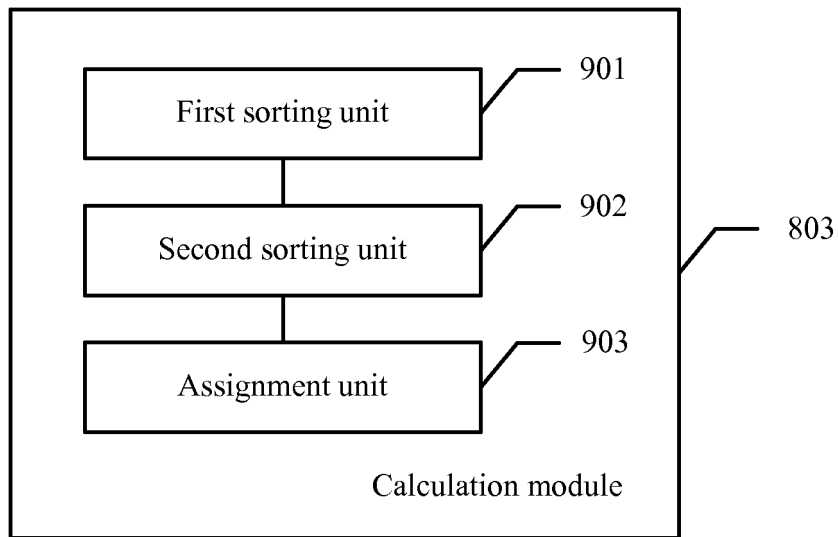 901
First sorting unit
902
803
Second sorting unit
903
Assignment unit
Calculation module